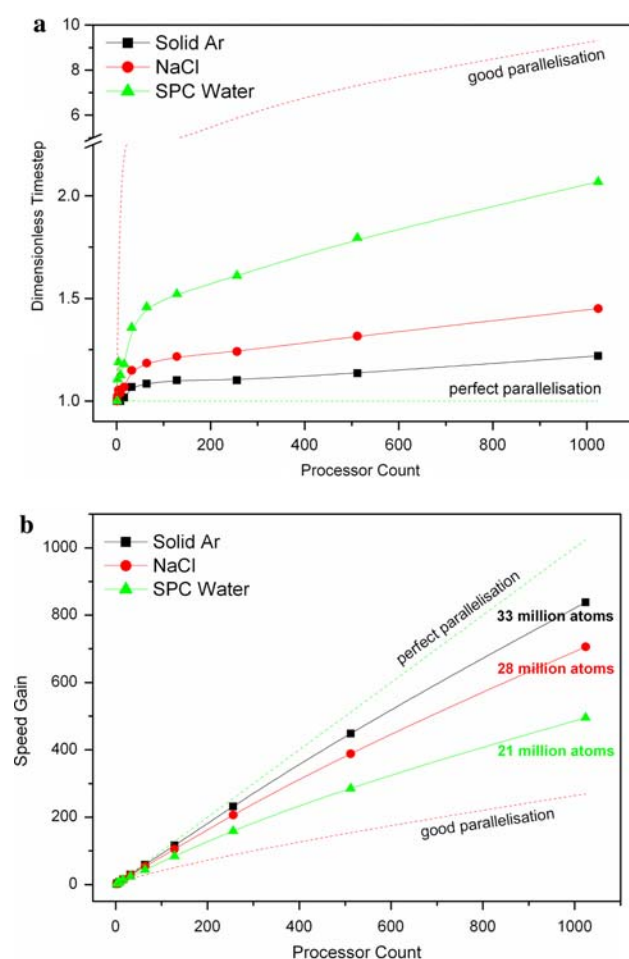 a
Solid Ar
NaCl
SPC Water
good parallelisation
perfect parallelisation
Dimensionless Timestep
10
8
6
2.0
1.5
1.0
0
200
400
600
800
1000
Processor Count
b
Solid Ar
NaCl
SPC Water
perfect parallelisation
33 million atoms
28 million atoms
21 million atoms
good parallelisation
Speed Gain
1000
800
600
400
200
0
0
200
400
600
800
1000
Processor Count